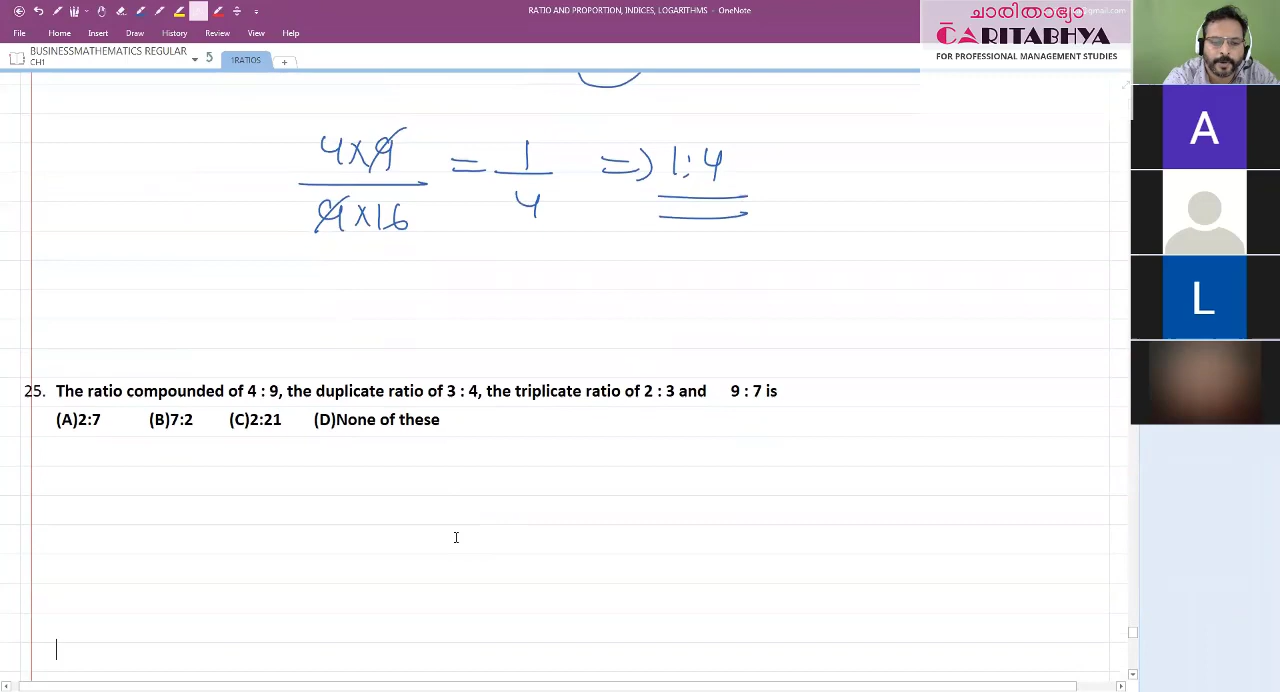 RATIO AND PROPORTION, INDICES, LOGARITHMS - OneNote
ചാരിതാഭ്യാ
@gmail.com
CARITABHYA
FOR PROFESSIONAL MANAGEMENT STUDIES
File Home Insert Draw History Review View Help
BUSINESSMATHEMATICS REGULAR
CH1
5
1RATIOS
4×9 / 9×16 = 1/4 => 1:4
25. The ratio compounded of 4 : 9, the duplicate ratio of 3 : 4, the triplicate ratio of 2 : 3 and 9 : 7 is
(A)2:7 (B)7:2 (C)2:21 (D)None of these
A
L